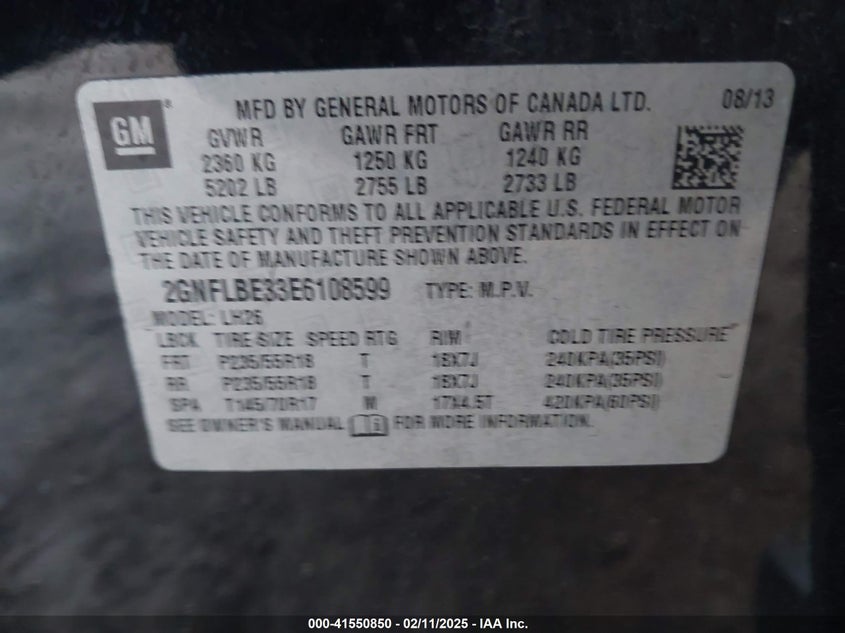 GM ®
MFD BY GENERAL MOTORS OF CANADA LTD. 08/13
GVWR GAWR FRT GAWR RR
2360 KG 1250 KG 1240 KG
5202 LB 2755 LB 2733 LB
THIS VEHICLE CONFORMS TO ALL APPLICABLE U.S. FEDERAL MOTOR
VEHICLE SAFETY AND THEFT PREVENTION STANDARDS IN EFFECT ON
THE DATE OF MANUFACTURE SHOWN ABOVE.
2GNFLBE33E6108599 TYPE: M.P.V.
MODEL: LH26
LBCK TIRE SIZE SPEED RTG RIM COLD TIRE PRESSURE
FRT P235/55R18 T 18X7J 240KPA(35PSI)
RR P235/55R18 T 18X7J 240KPA(35PSI)
SPA T145/70R17 M 17X4.5T 420KPA(60PSI)
SEE OWNER'S MANUAL FOR MORE INFORMATION.
000-41550850 - 02/11/2025 - IAA Inc.